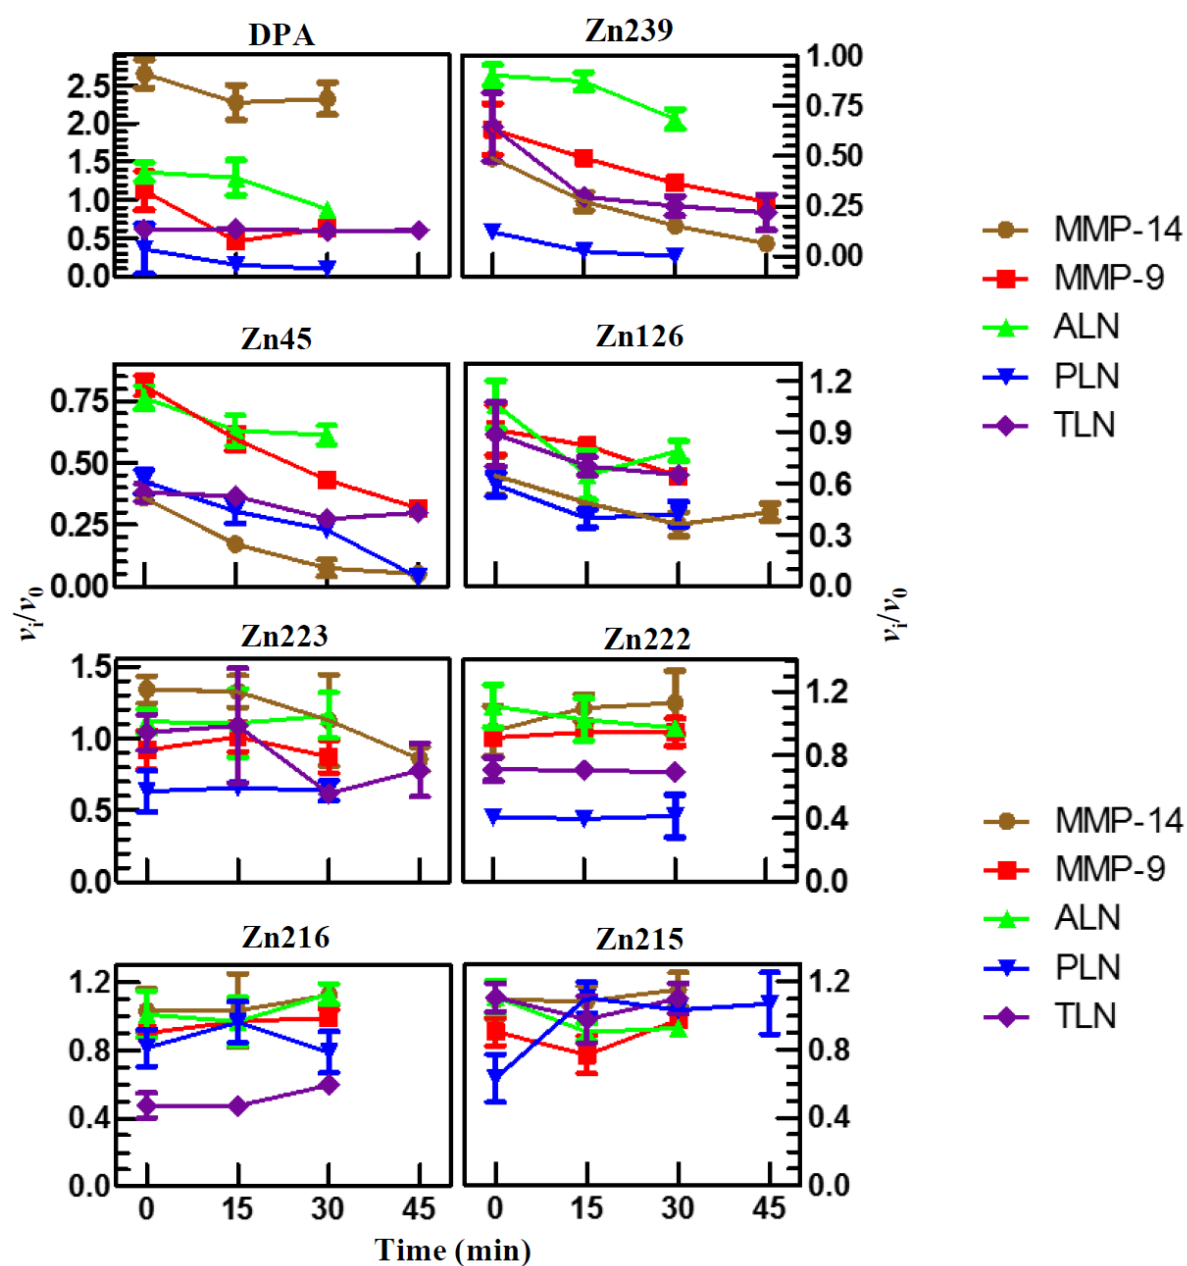 DPA
Zn239
2.5
2.0
1.5
1.0
0.5
0.0
1.00
0.75
0.50
0.25
0.00
MMP-14
MMP-9
ALN
PLN
TLN
Zn45
Zn126
0.75
0.50
0.25
0.00
1.2
0.9
0.6
0.3
0.0
vi/v0
vi/v0
Zn223
Zn222
1.5
1.0
0.5
0.0
1.2
0.8
0.4
0.0
MMP-14
MMP-9
ALN
PLN
TLN
Zn216
Zn215
1.2
0.8
0.4
0.0
1.2
0.8
0.4
0.0
0 15 30 45 0 15 30 45
Time (min)